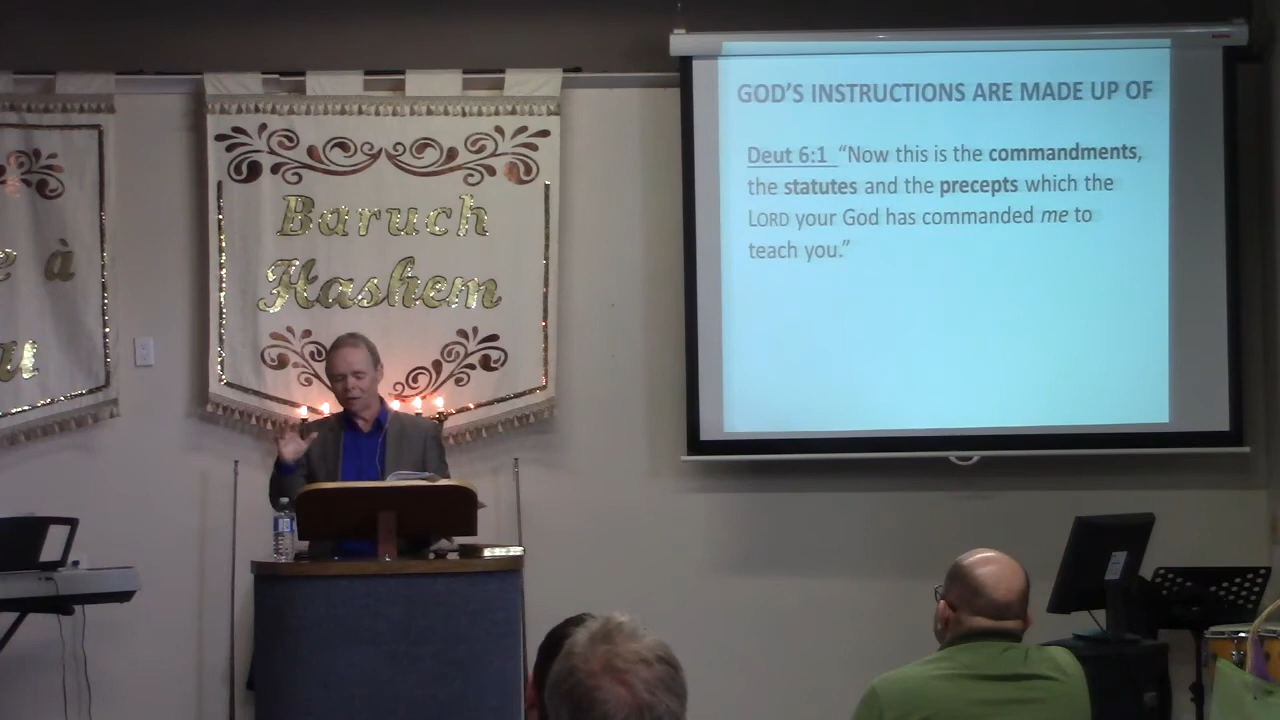 GOD'S INSTRUCTIONS ARE MADE UP OF
Deut 6:1 “Now this is the commandments,
the statutes and the precepts which the
LORD your God has commanded me to
teach you.”
Baruch
Hashem
à